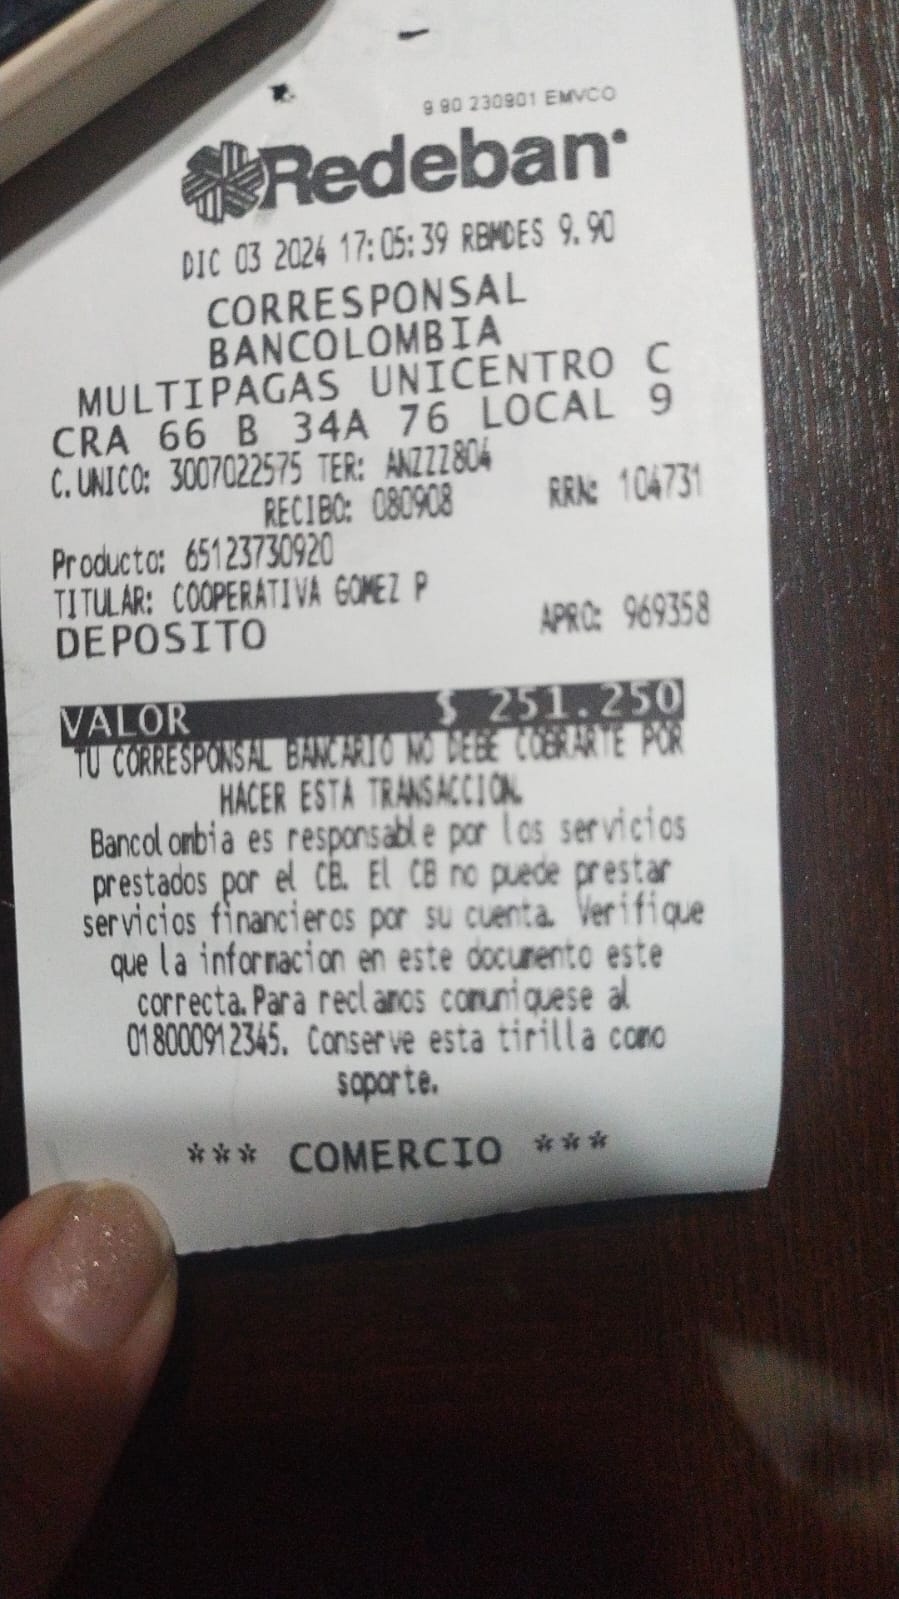 9 90 230901 EMVCO
Redeban
DIC 03 2024 17:05:39 RBMDES 9.90
CORRESPONSAL
BANCOLOMBIA
MULTIPAGAS UNICENTRO C
CRA 66 B 34A 76 LOCAL 9
C. UNICO: 3007022575 TER: ANZZZ804
RECIBO: 080908 RRN: 104731
Producto: 65123730920
TITULAR: COOPERATIVA GOMEZ P
DEPOSITO APRO: 969358
VALOR $ 251.250
TU CORRESPONSAL BANCARIO NO DEBE COBRARTE POR
HACER ESTA TRANSACCION.
Bancolombia es responsable por los servicios
prestados por el CB. El CB no puede prestar
servicios financieros por su cuenta. Verifique
que la informacion en este documento este
correcta. Para reclamos comuniquese al
018000912345. Conserve esta tirilla como
soporte.
*** COMERCIO ***